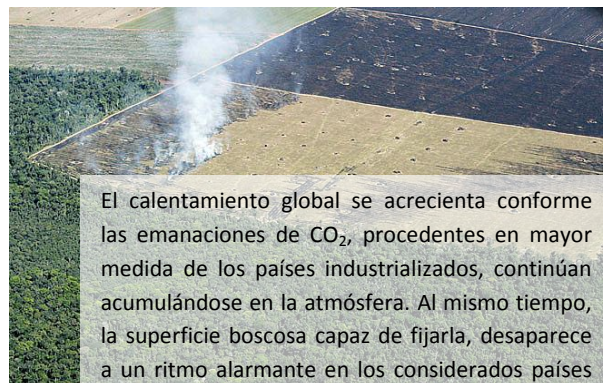 El calentamiento global se acrecienta conforme
las emanaciones de CO₂, procedentes en mayor
medida de los países industrializados, continúan
acumulándose en la atmósfera. Al mismo tiempo,
la superficie boscosa capaz de fijarla, desaparece
a un ritmo alarmante en los considerados países